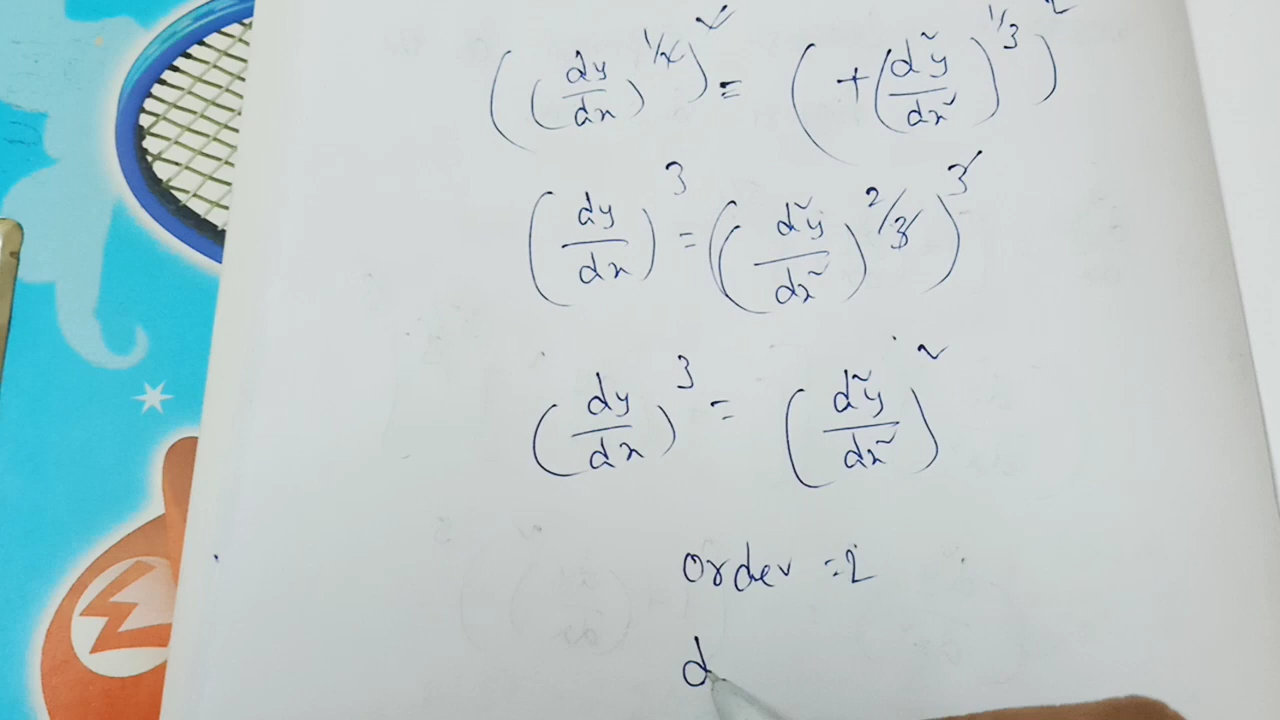 ((dy/dx)^1/2)^2 = (+(d²y/dx²)^1/3)^2
(dy/dx)^3 = ((d²y/dx²)^2/3)^3
(dy/dx)^3 = (d²y/dx²)^2
order = 2
d